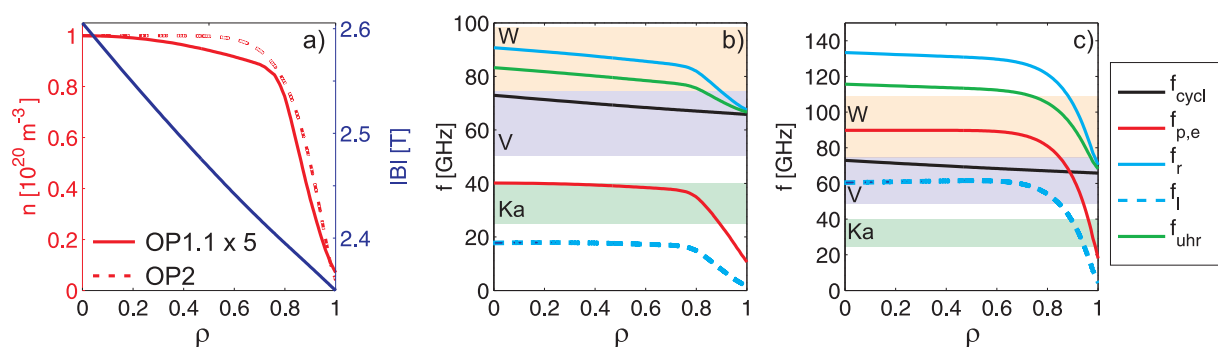 a)
n [10^20 m^-3]
1
0.8
0.6
0.4
0.2
0
OP1.1 x 5
OP2
0 0.2 0.4 0.6 0.8 1
ρ
2.6
2.5
2.4
|B| [T]
b)
f [GHz]
100
80
60
40
20
0
W
V
Ka
0 0.2 0.4 0.6 0.8 1
ρ
c)
f [GHz]
140
120
100
80
60
40
20
0
W
V
Ka
0 0.2 0.4 0.6 0.8 1
ρ
f_cycl
f_p,e
f_r
f_l
f_uhr